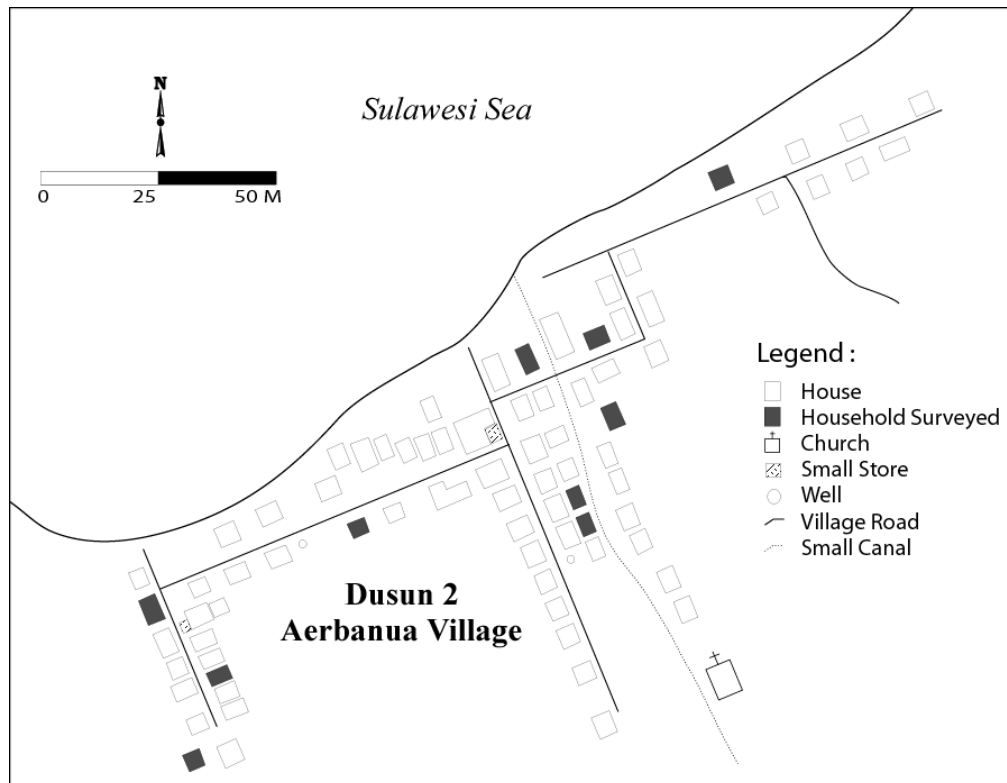 N
Sulawesi Sea
0 25 50 M
Legend :
House
Household Surveyed
Church
Small Store
Well
Village Road
Small Canal
Dusun 2
Aerbanua Village